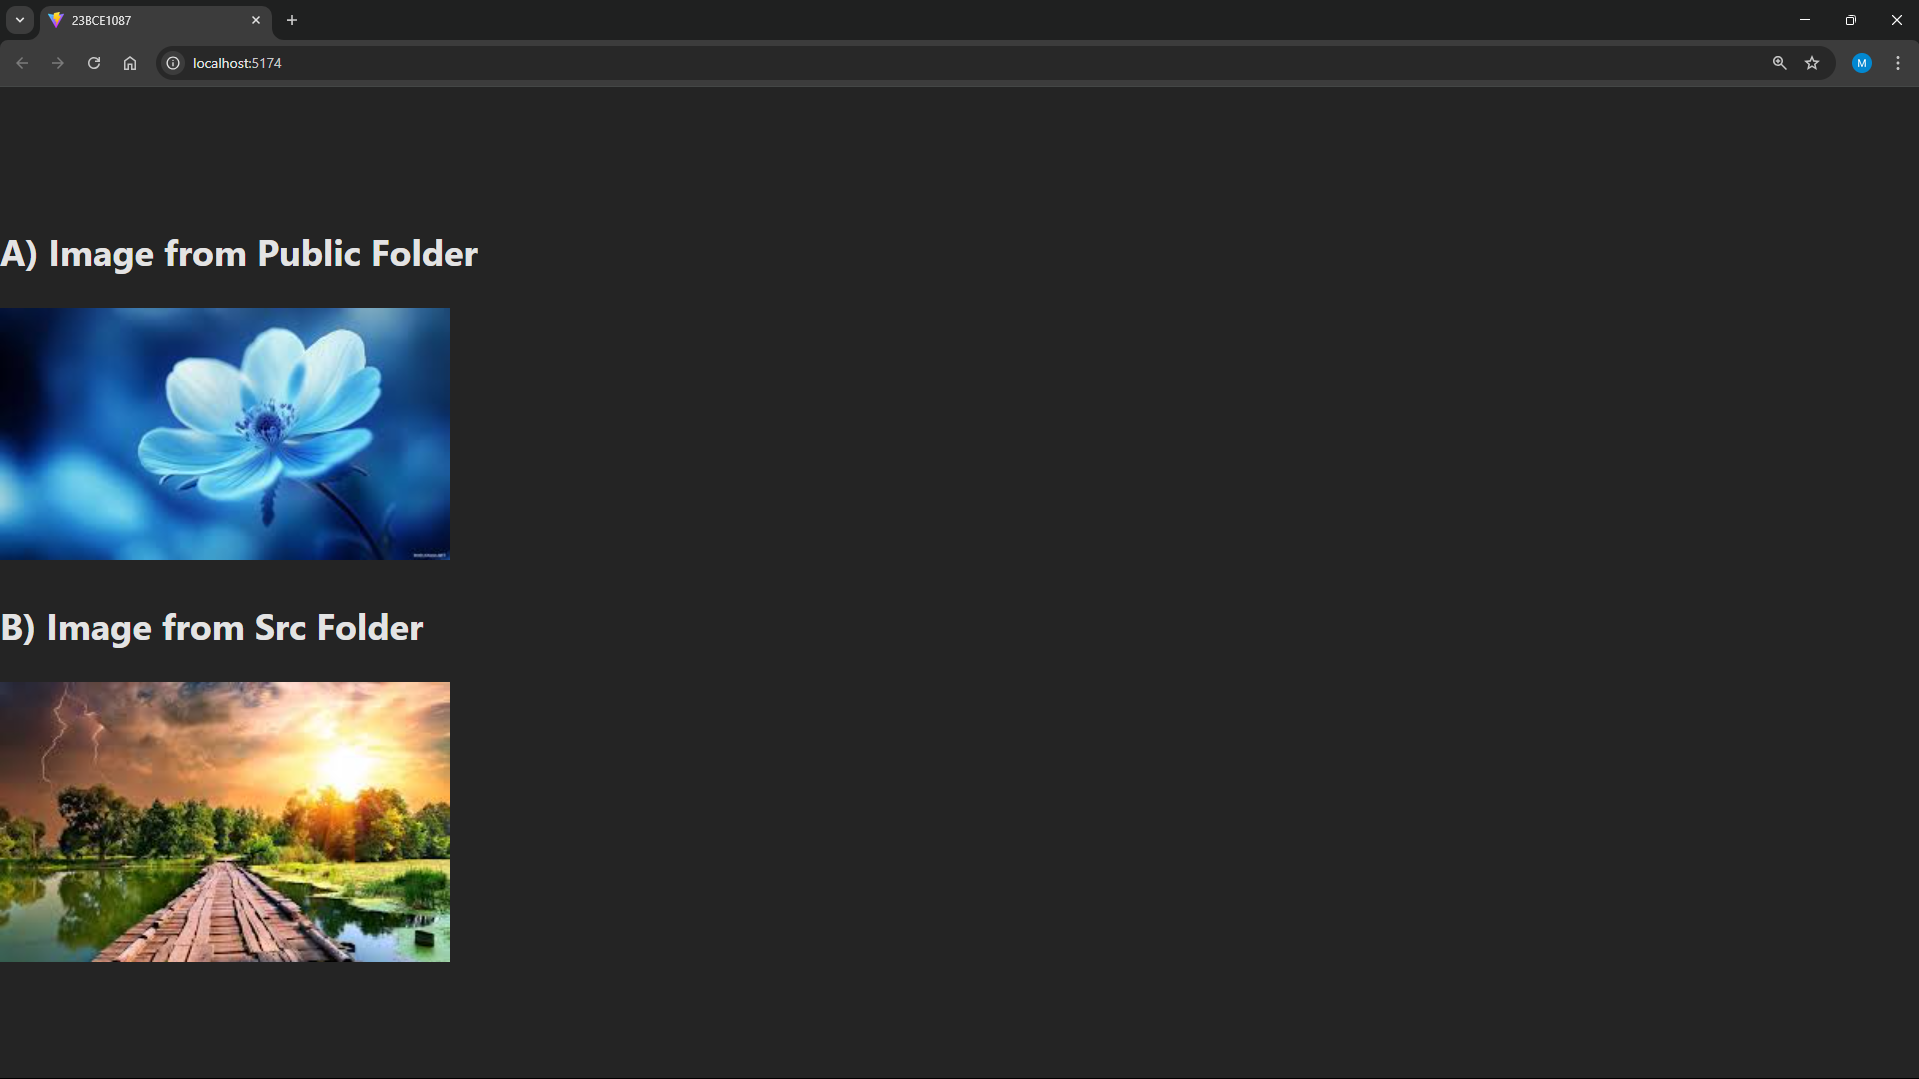 23BCE1087
localhost:5174
M
A) Image from Public Folder
B) Image from Src Folder